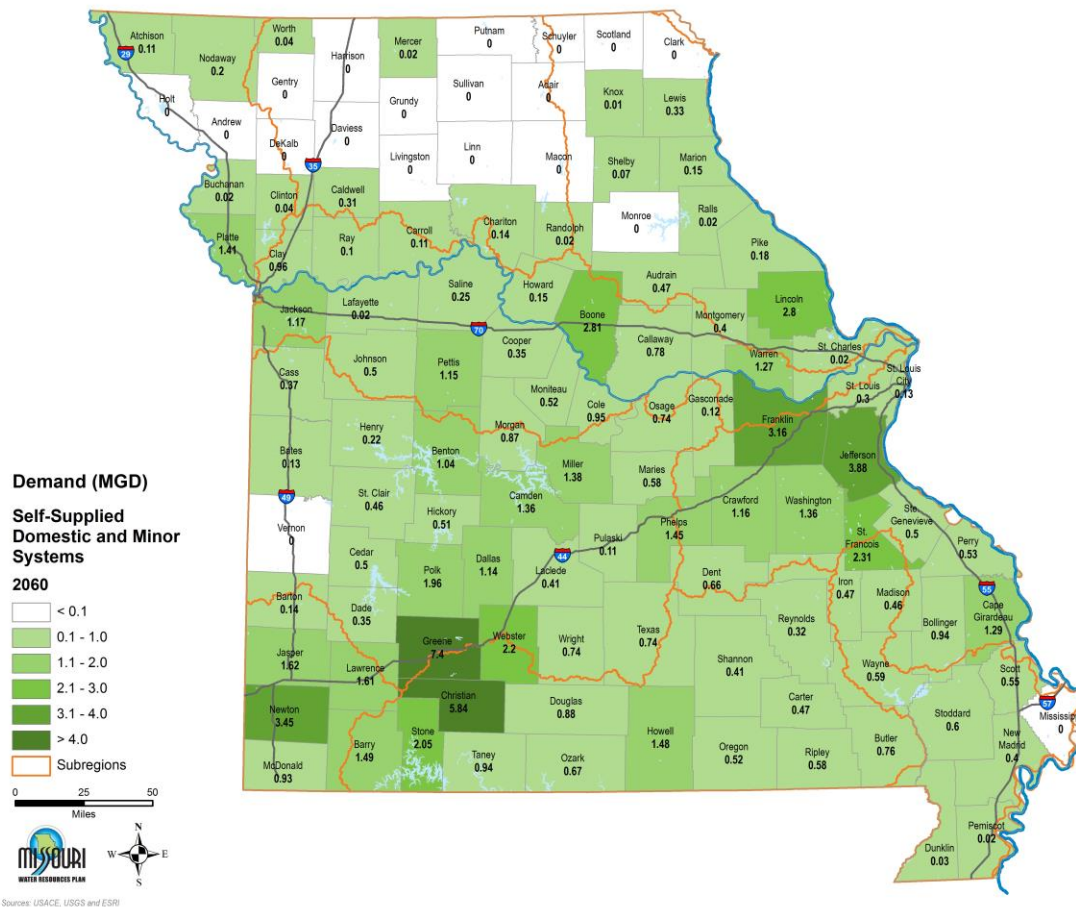 Atchison
0.11
29
Nodaway
0.2
Worth
0.04
Harrison
0
Mercer
0.02
Putnam
0
Schuyler
0
Scotland
0
Clark
0
Holt
0
Andrew
0
Gentry
0
DeKalb
0
Daviess
0
35
Grundy
0
Sullivan
0
Adair
0
Knox
0.01
Lewis
0.33
Livingston
0
Linn
0
Macon
0
Shelby
0.07
Marion
0.15
Buchanan
0.02
Clinton
0.04
Caldwell
0.31
Platte
1.41
Clay
0.96
Ray
0.1
Carroll
0.11
Chariton
0.14
Randolph
0.02
Monroe
0
Ralls
0.02
Pike
0.18
Jackson
1.17
Lafayette
0.02
Saline
0.25
70
Howard
0.15
Boone
2.81
Audrain
0.47
Montgomery
0.4
Lincoln
2.8
Cass
0.37
Johnson
0.5
Pettis
1.15
Cooper
0.35
Moniteau
0.52
Callaway
0.78
Warren
1.27
St. Charles
0.02
St. Louis
City
0.13
St. Louis
0.3
Cole
0.95
Osage
0.74
Gasconade
0.12
Franklin
3.16
Jefferson
3.88
Bates
0.13
Henry
0.22
Benton
1.04
Morgan
0.87
Miller
1.38
Maries
0.58
49
Vernon
0
St. Clair
0.46
Hickory
0.51
Camden
1.36
Pulaski
0.11
Phelps
1.45
Crawford
1.16
Washington
1.36
St.
Francois
2.31
Ste.
Genevieve
0.5
Perry
0.53
Cedar
0.5
Polk
1.96
Dallas
1.14
44
Laclede
0.41
Dent
0.66
Iron
0.47
Madison
0.46
Bollinger
0.94
55
Cape
Girardeau
1.29
Barton
0.14
Dade
0.35
Greene
7.4
Webster
2.2
Wright
0.74
Texas
0.74
Reynolds
0.32
Wayne
0.59
Scott
0.55
57
Mississippi
0
Jasper
1.62
Lawrence
1.61
Christian
5.84
Douglas
0.88
Shannon
0.41
Carter
0.47
Stoddard
0.6
New
Madrid
0.4
Newton
3.45
Stone
2.05
Howell
1.48
Oregon
0.52
Ripley
0.58
Butler
0.76
McDonald
0.93
Barry
1.49
Taney
0.94
Ozark
0.67
Pemiscot
0.02
Dunklin
0.03
Demand (MGD)
Self-Supplied
Domestic and Minor
Systems
2060
< 0.1
0.1 - 1.0
1.1 - 2.0
2.1 - 3.0
3.1 - 4.0
> 4.0
Subregions
0 25 50
Miles
MISSOURI
WATER RESOURCES PLAN
N
W E
S
Sources: USACE, USGS and ESRI